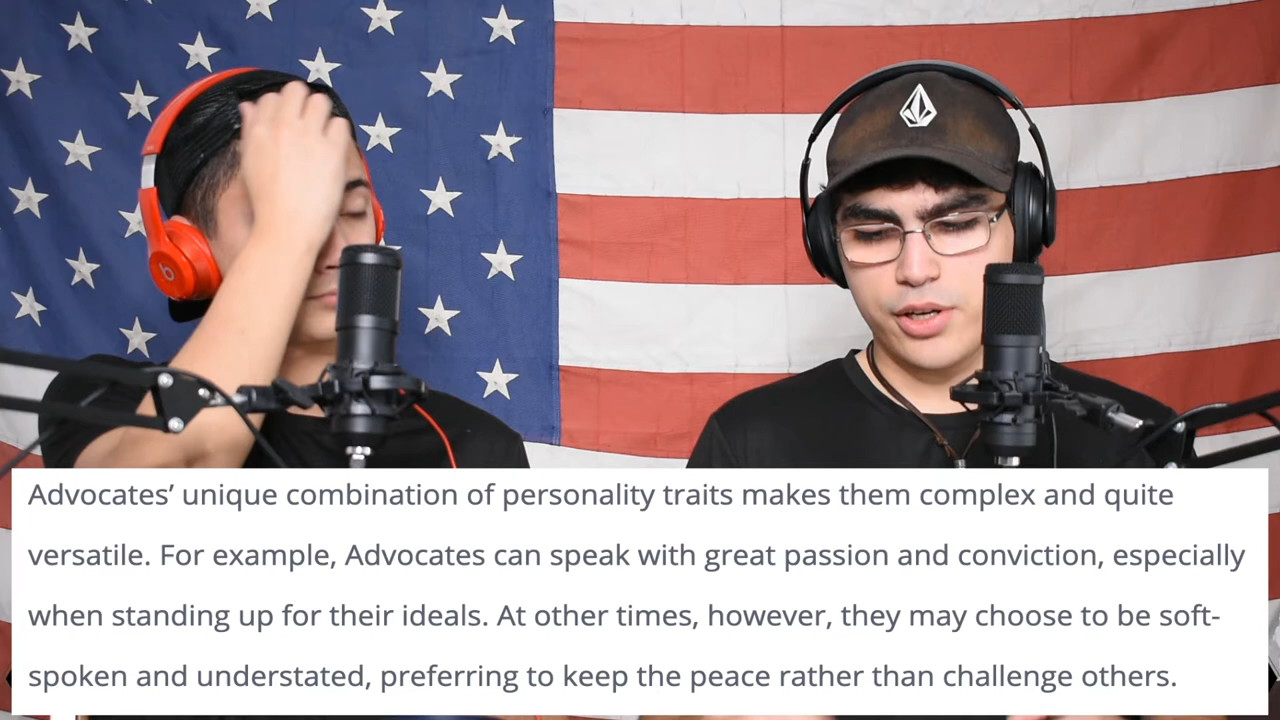 Advocates’ unique combination of personality traits makes them complex and quite
versatile. For example, Advocates can speak with great passion and conviction, especially
when standing up for their ideals. At other times, however, they may choose to be soft-
spoken and understated, preferring to keep the peace rather than challenge others.